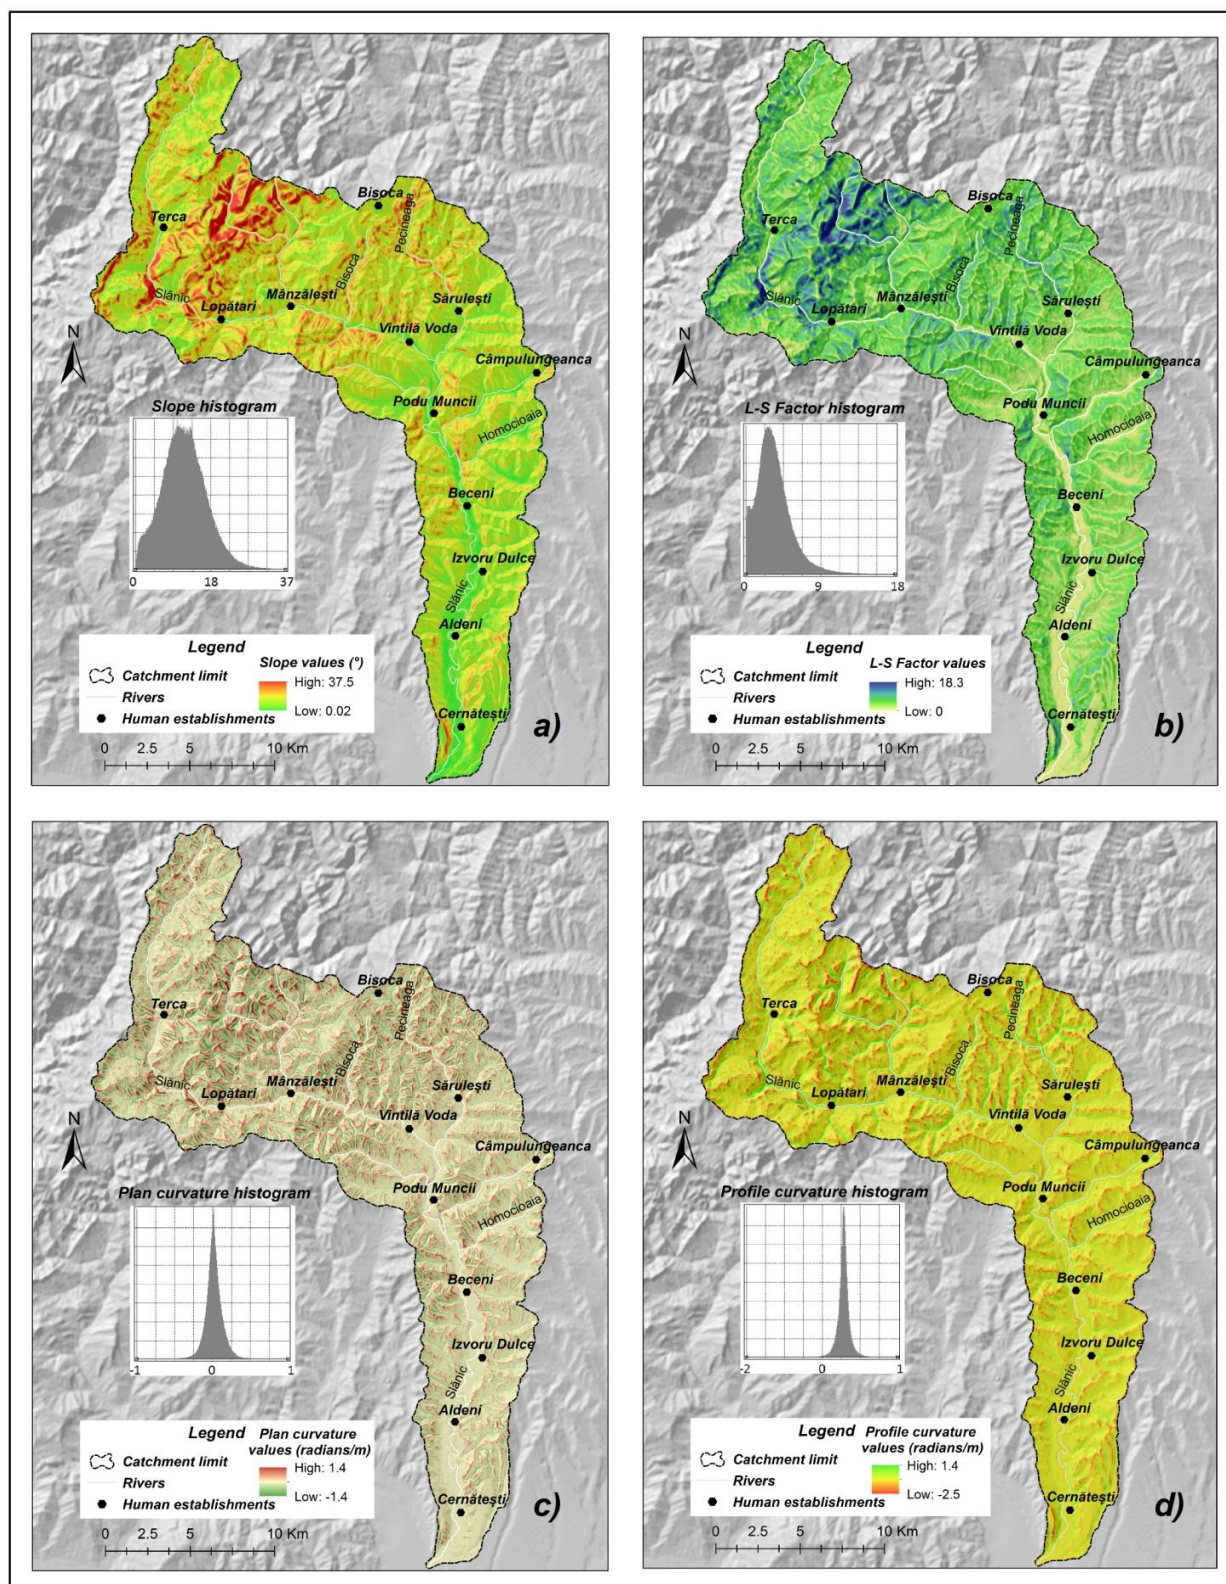 Bisoca
Terca
Pecineaga
Bisoca
Slănic
Lopătari
Mânzălești
Sărulești
Vintilă Voda
Câmpulungeanca
N
Podu Muncii
Homocioaia
Slope histogram
0 18 37
Beceni
Izvoru Dulce
Slănic
Aldeni
Cernătești
Legend
Catchment limit
Rivers
Human establishments
Slope values (°)
High: 37.5
Low: 0.02
0 2.5 5 10 Km
a)
Bisoca
Terca
Pecineaga
Bisoca
Slănic
Lopătari
Mânzălești
Sărulești
Vintilă Voda
Câmpulungeanca
N
Podu Muncii
Homocioaia
L-S Factor histogram
0 9 18
Beceni
Izvoru Dulce
Slănic
Aldeni
Cernătești
Legend
Catchment limit
Rivers
Human establishments
L-S Factor values
High: 18.3
Low: 0
0 2.5 5 10 Km
b)
Bisoca
Terca
Pecineaga
Bisoca
Slănic
Lopătari
Mânzălești
Sărulești
Vintilă Voda
Câmpulungeanca
N
Podu Muncii
Homocioaia
Plan curvature histogram
-1 0 1
Beceni
Izvoru Dulce
Slănic
Aldeni
Cernătești
Legend
Catchment limit
Rivers
Human establishments
Plan curvature
values (radians/m)
High: 1.4
Low: -1.4
0 2.5 5 10 Km
c)
Bisoca
Terca
Pecineaga
Bisoca
Slănic
Lopătari
Mânzălești
Sărulești
Vintilă Voda
Câmpulungeanca
N
Podu Muncii
Homocioaia
Profile curvature histogram
-2 0 1
Beceni
Izvoru Dulce
Slănic
Aldeni
Cernătești
Legend
Catchment limit
Rivers
Human establishments
Profile curvature
values (radians/m)
High: 1.4
Low: -2.5
0 2.5 5 10 Km
d)